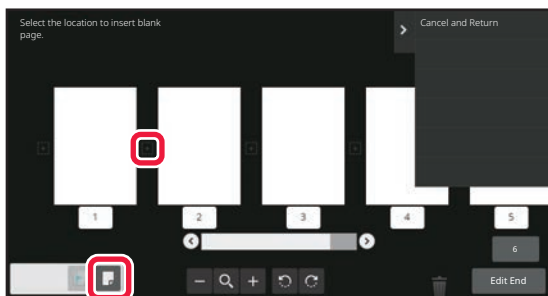 Select the location to insert blank
page.
Cancel and Return
1
2
3
4
5
6
Edit End